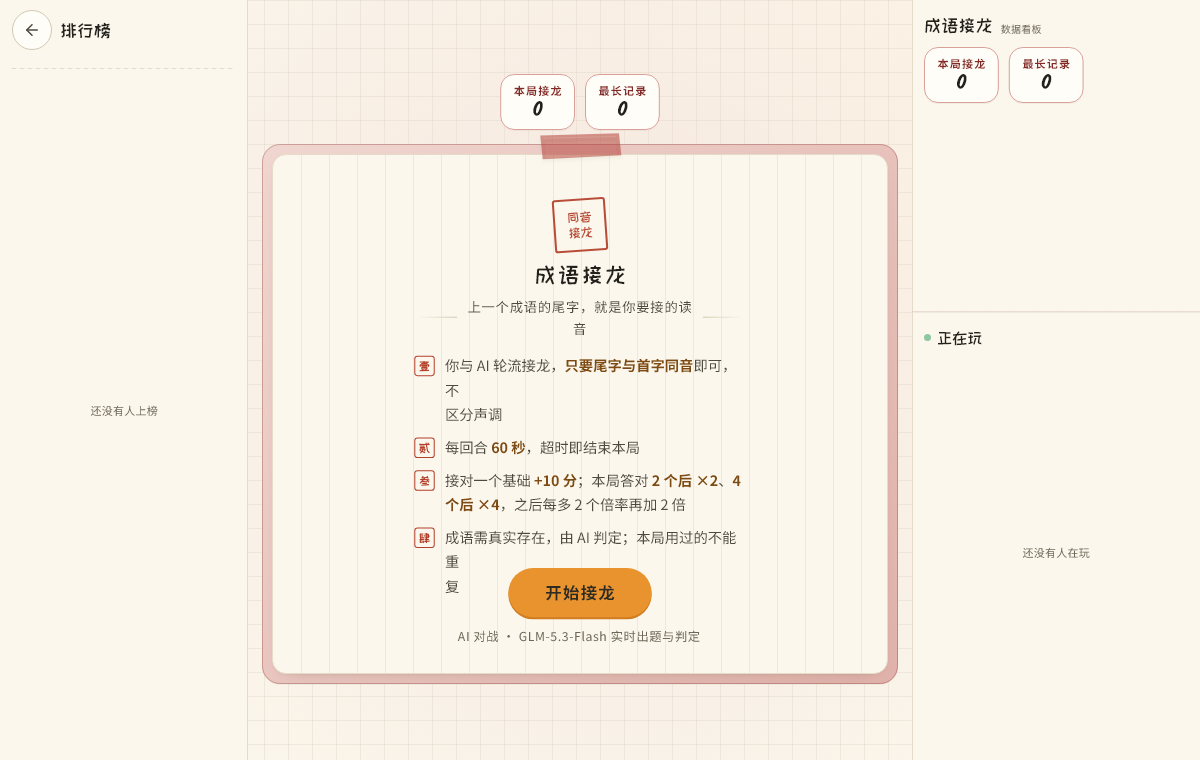 排行榜
还没有人上榜
本局接龙
0
最长记录
0
同音
接龙
成语接龙
上一个成语的尾字，就是你要接的读
音
壹
你与 AI 轮流接龙，只要尾字与首字同音即可，
不
区分声调
贰
每回合 60 秒，超时即结束本局
叁
接对一个基础 +10 分；本局答对 2 个后 ×2、4
个后 ×4，之后每多 2 个倍率再加 2 倍
肆
成语需真实存在，由 AI 判定；本局用过的不能
重
复
开始接龙
AI 对战 · GLM-5.3-Flash 实时出题与判定
成语接龙 数据看板
本局接龙
0
最长记录
0
正在玩
还没有人在玩